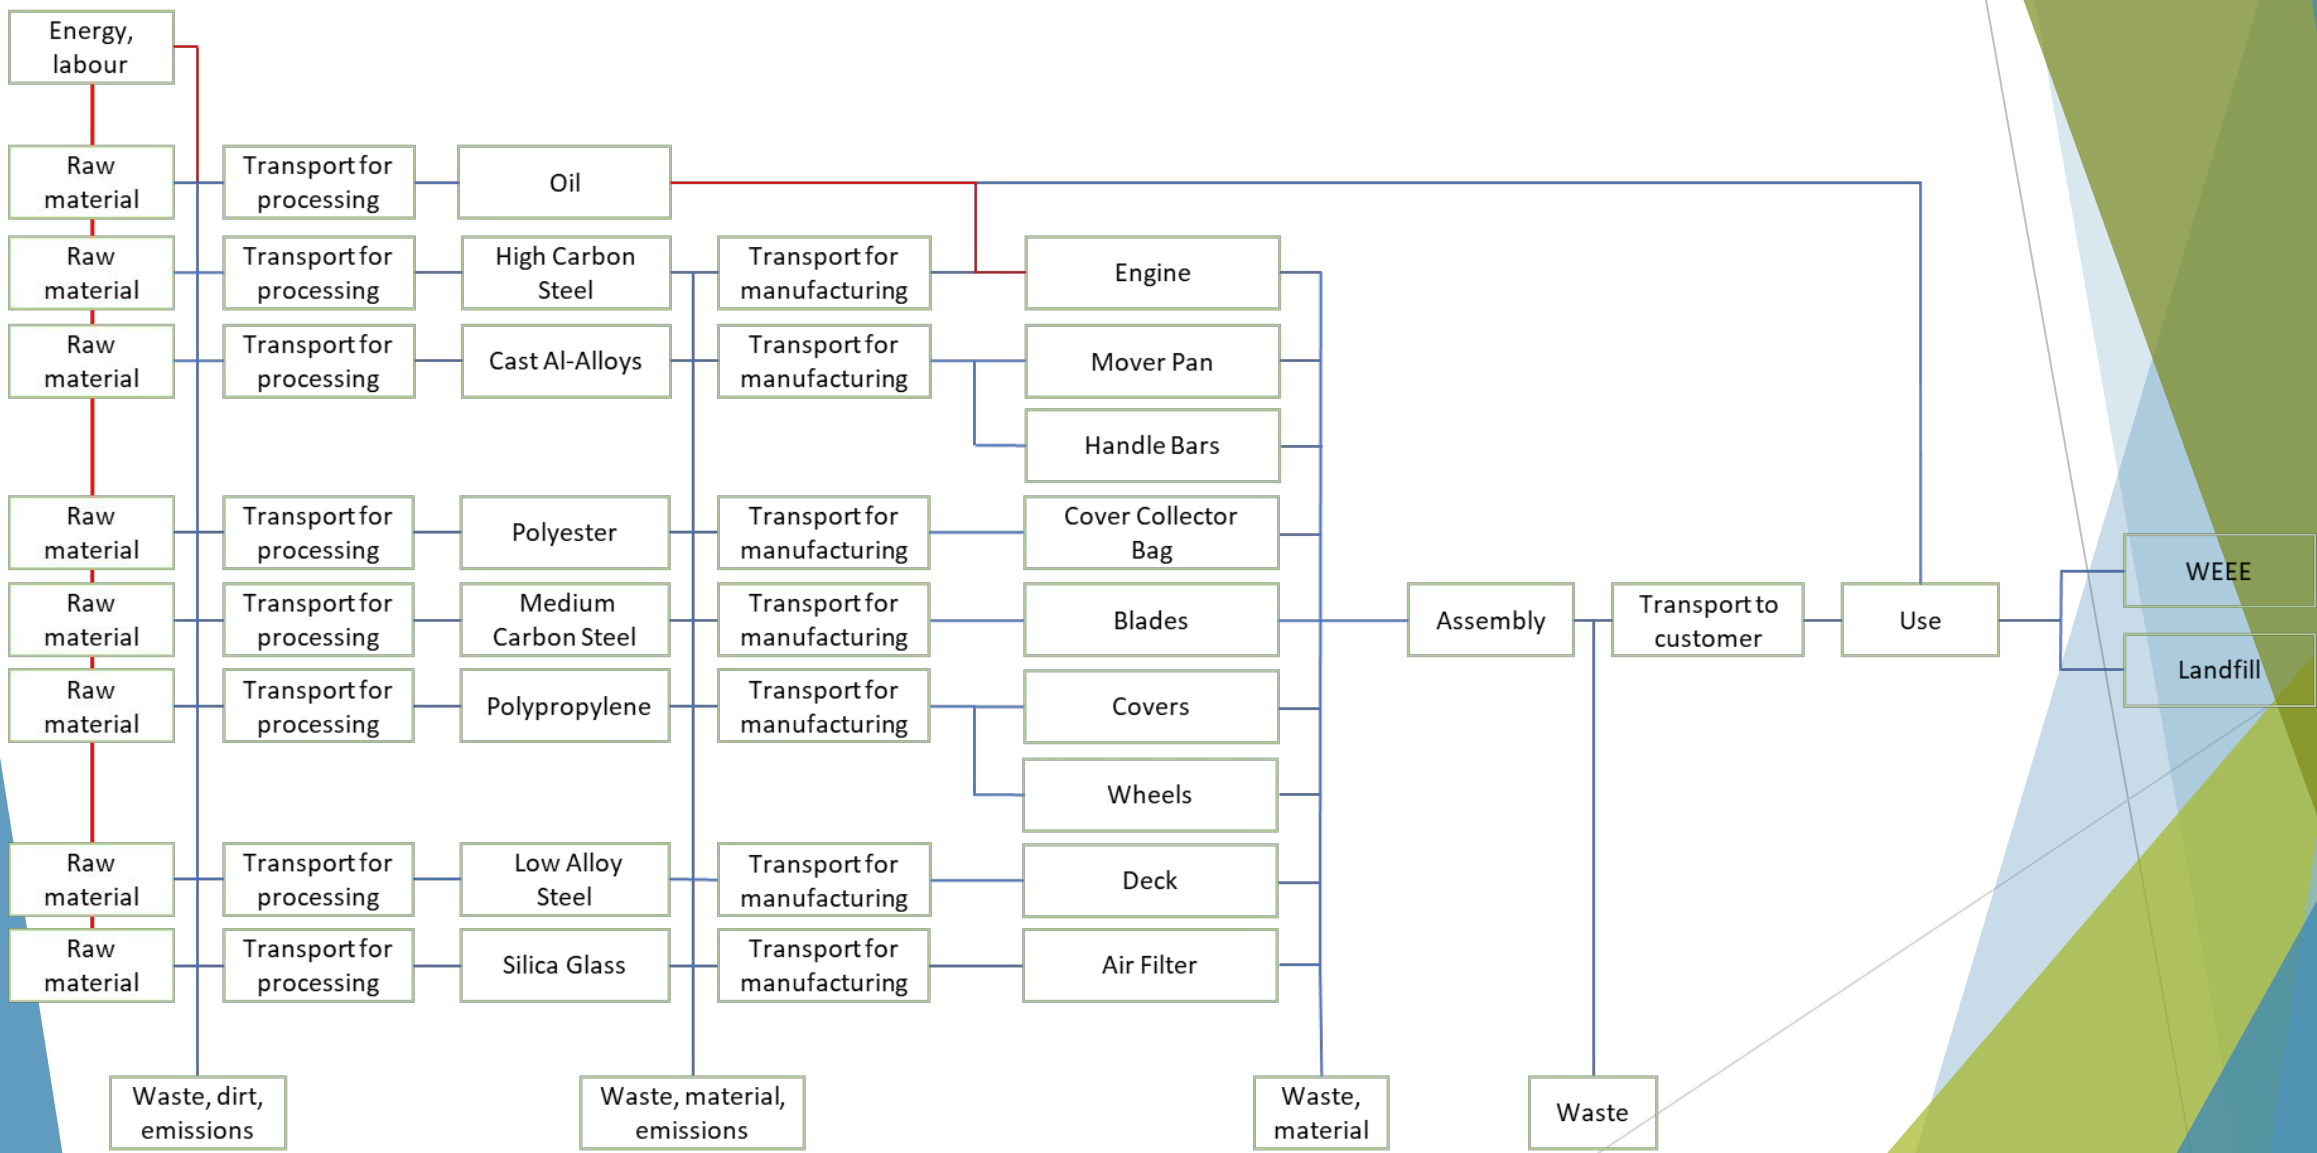 Energy,
labour
Raw
material
Transport for
processing
Oil
Raw
material
Transport for
processing
High Carbon
Steel
Transport for
manufacturing
Engine
Raw
material
Transport for
processing
Cast Al-Alloys
Transport for
manufacturing
Mover Pan
Handle Bars
Raw
material
Transport for
processing
Polyester
Transport for
manufacturing
Cover Collector
Bag
Raw
material
Transport for
processing
Medium
Carbon Steel
Transport for
manufacturing
Blades
Assembly
Transport to
customer
Use
WEEE
Landfill
Raw
material
Transport for
processing
Polypropylene
Transport for
manufacturing
Covers
Wheels
Raw
material
Transport for
processing
Low Alloy
Steel
Transport for
manufacturing
Deck
Raw
material
Transport for
processing
Silica Glass
Transport for
manufacturing
Air Filter
Waste, dirt,
emissions
Waste, material,
emissions
Waste,
material
Waste